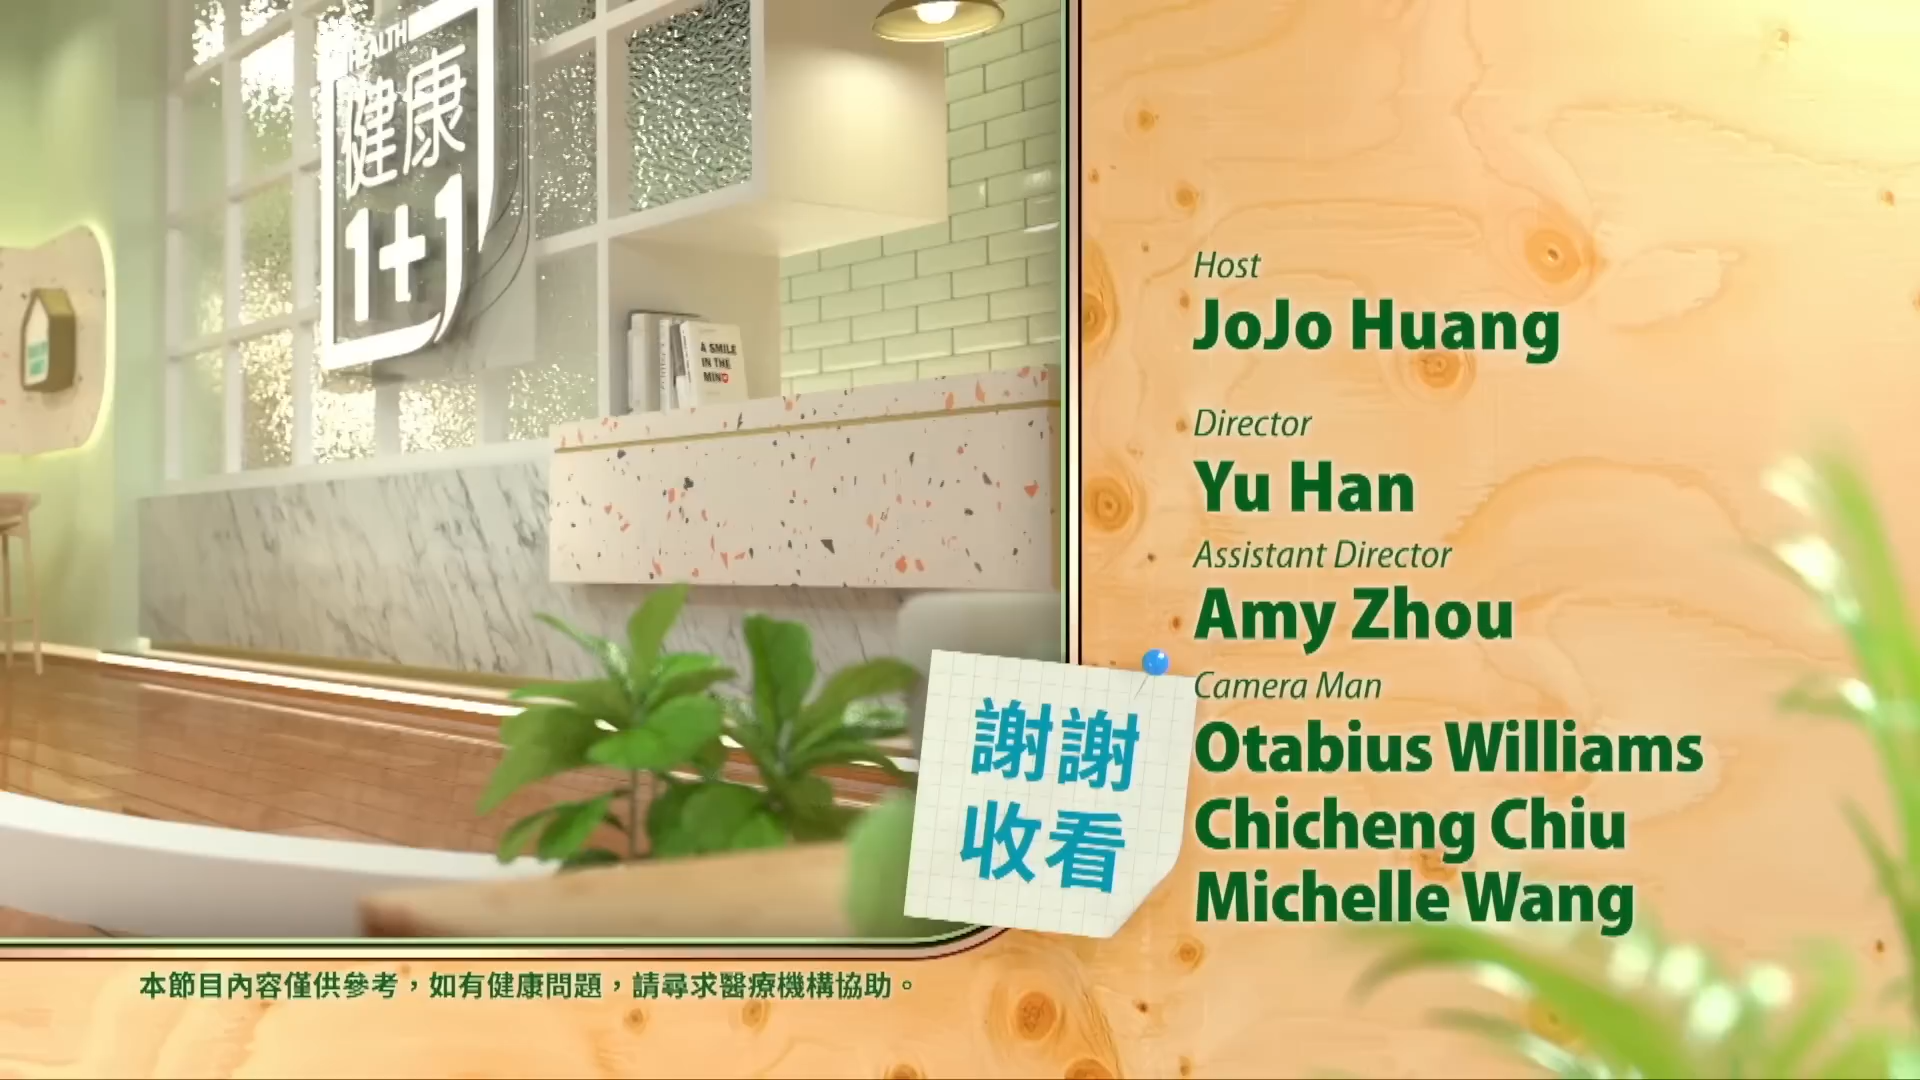 HEALTH
健康
1+1
A SMILE
IN THE
MIND
Host
JoJo Huang
Director
Yu Han
Assistant Director
Amy Zhou
Camera Man
Otabius Williams
Chicheng Chiu
Michelle Wang
謝謝
收看
本節目內容僅供參考，如有健康問題，請尋求醫療機構協助。